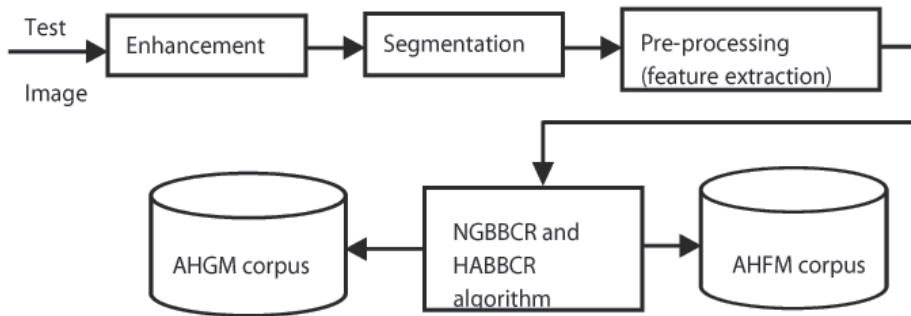 Test
Image
Enhancement
Segmentation
Pre-processing
(feature extraction)
AHGM corpus
NGBBCR and
HABBCR
algorithm
AHFM corpus